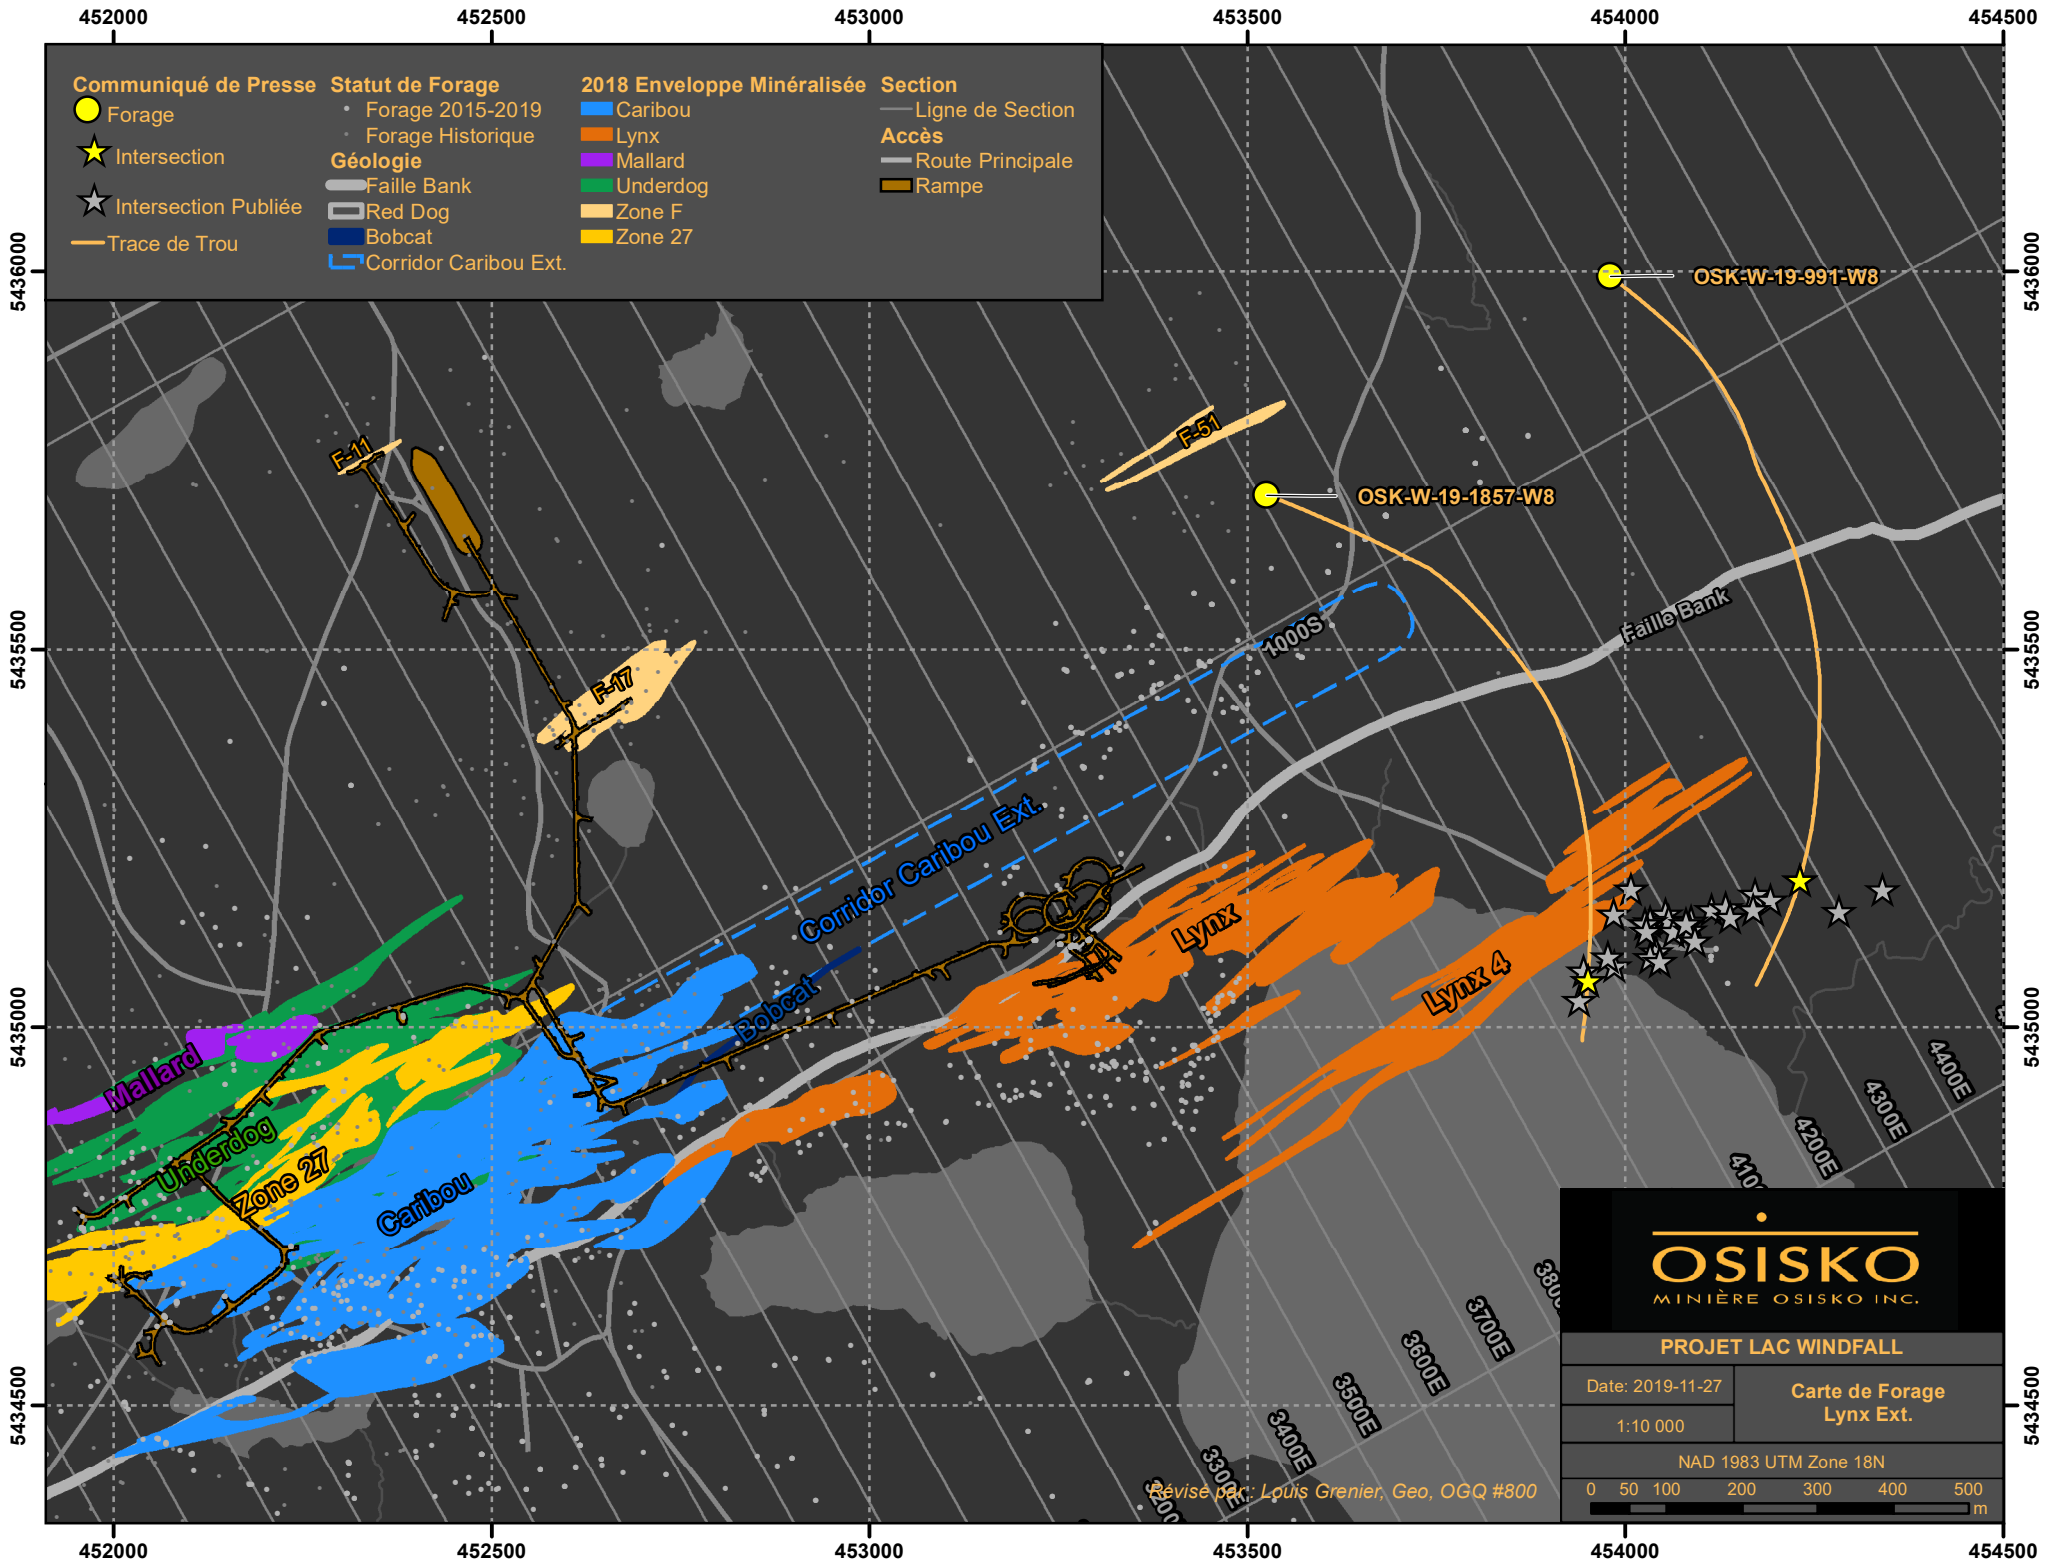 452000 452500 453000 453500 454000 454500
Communiqué de Presse
Forage
Intersection
Intersection Publiée
Trace de Trou
Statut de Forage
Forage 2015-2019
Forage Historique
Géologie
Faille Bank
Red Dog
Bobcat
Corridor Caribou Ext.
2018 Enveloppe Minéralisée
Caribou
Lynx
Mallard
Underdog
Zone F
Zone 27
Section
Ligne de Section
Accès
Route Principale
Rampe
5436000
5436000
OSK-W-19-991-W8
F-11
F-51
OSK-W-19-1857-W8
5435500
5435500
1000S
Faille Bank
F-17
Corridor Caribou Ext.
Lynx
Lynx 4
Bobcat
5435000
5435000
Mallard
Underdog
Zone 27
Caribou
4400E
4300E
4200E
3700E
3600E
3500E
3400E
3300E
5434500
5434500
OSISKO
MINIÈRE OSISKO INC.
PROJET LAC WINDFALL
Date: 2019-11-27
1:10 000
Carte de Forage
Lynx Ext.
NAD 1983 UTM Zone 18N
0 50 100 200 300 400 500
m
Révisé par : Louis Grenier, Geo, OGQ #800
452000 452500 453000 453500 454000 454500